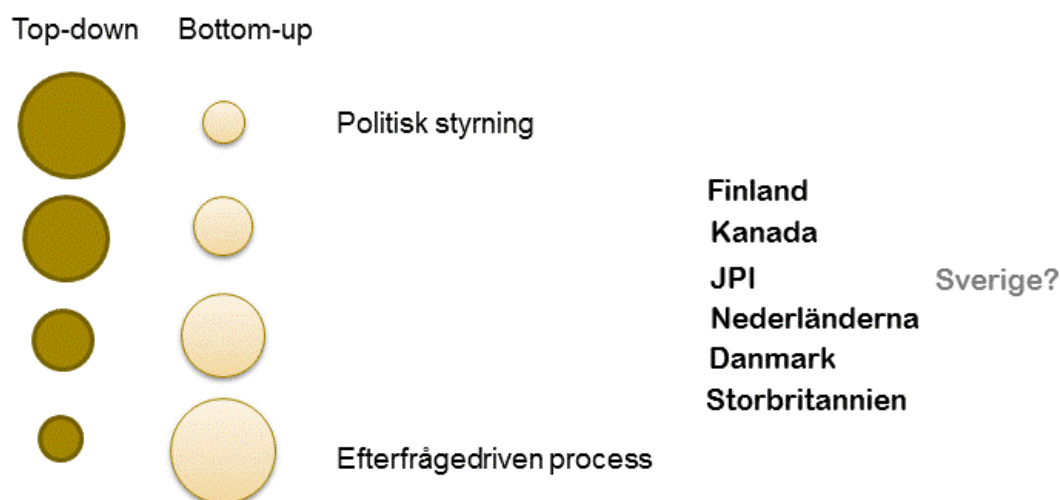 Top-down Bottom-up
Politisk styrning
Finland
Kanada
JPI Sverige?
Nederländerna
Danmark
Storbritannien
Efterfrågedriven process